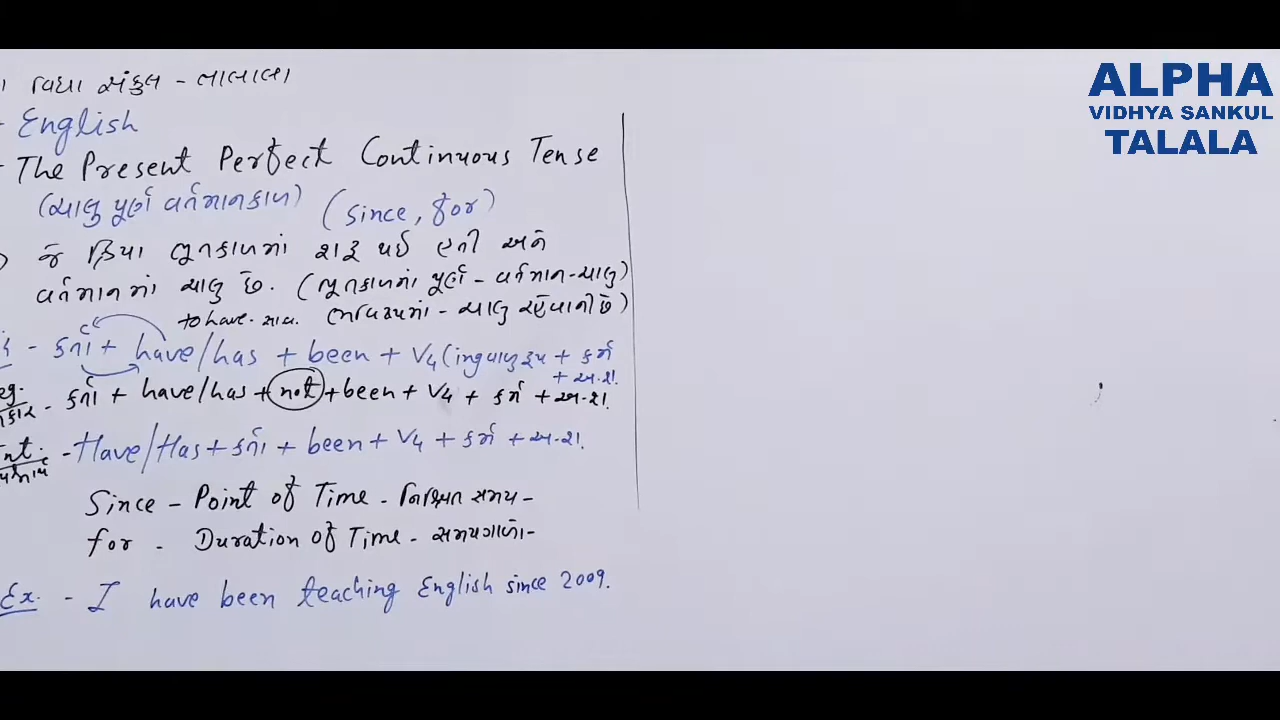 વિદ્યા સંકુલ - તાલાલા
- English
- The Present Perfect Continuous Tense
(ચાલુ પૂર્ણ વર્તમાનકાળ) (since, for)
જે ક્રિયા ભૂતકાળમાં શરૂ થઈ હતી અને
વર્તમાનમાં ચાલુ છે. (ભૂતકાળમાં પૂર્ણ - વર્તમાન-ચાલુ)
to have. સાવ. ભવિષ્યમાં - ચાલુ રહેવાની છે)
- કર્તા + have/has + been + V4 (ing વાળુ રૂપ + કર્મ
+ અ.શ.
eg. - કર્તા + have/has + not + been + V4 + કર્મ + અ.શ.
Int. - Have/Has + કર્તા + been + V4 + કર્મ + અ.શ.
Since - Point of Time - નિશ્ચિત સમય -
for - Duration of Time - સમયગાળો -
Ex. - I have been teaching English since 2009.
ALPHA
VIDHYA SANKUL
TALALA